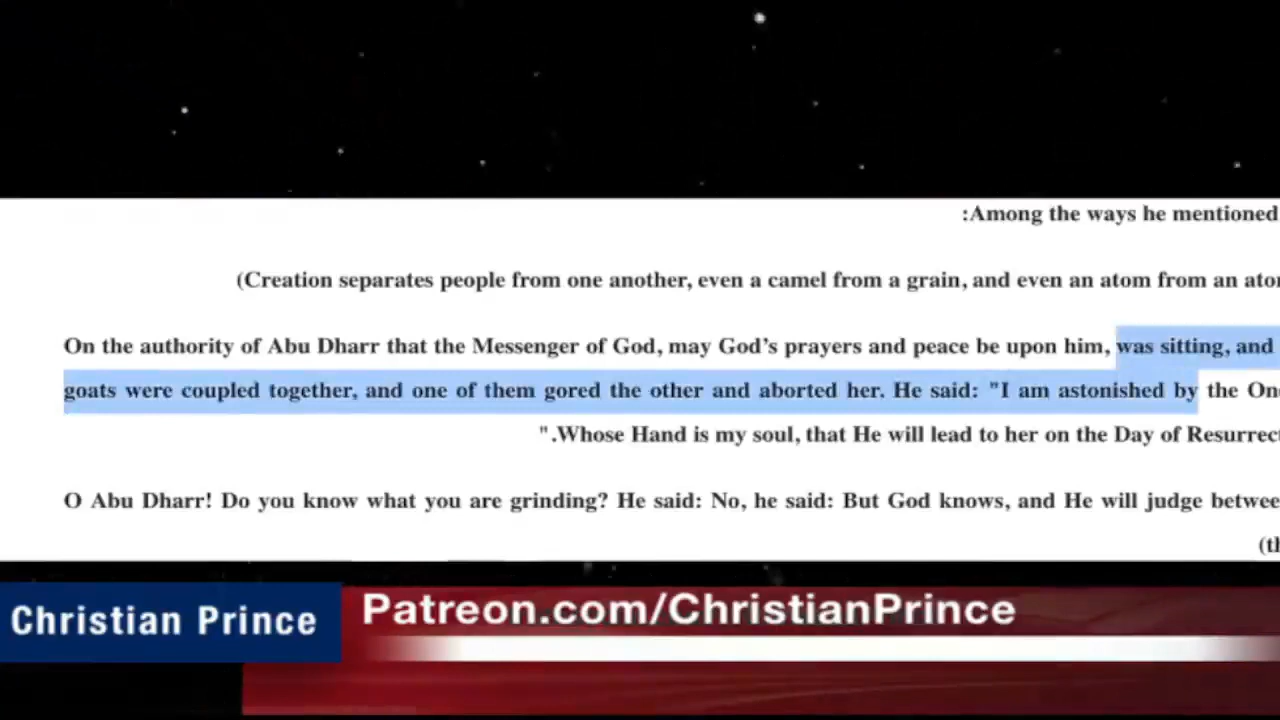 :Among the ways he mentioned
(Creation separates people from one another, even a camel from a grain, and even an atom from an
On the authority of Abu Dharr that the Messenger of God, may God's prayers and peace be upon him, was sitting, and
goats were coupled together, and one of them gored the other and aborted her. He said: "I am astonished by the
".Whose Hand is my soul, that He will lead to her on the Day of
O Abu Dharr! Do you know what you are grinding? He said: No, he said: But God knows, and He will judge
Christian Prince
Patreon.com/ChristianPrince